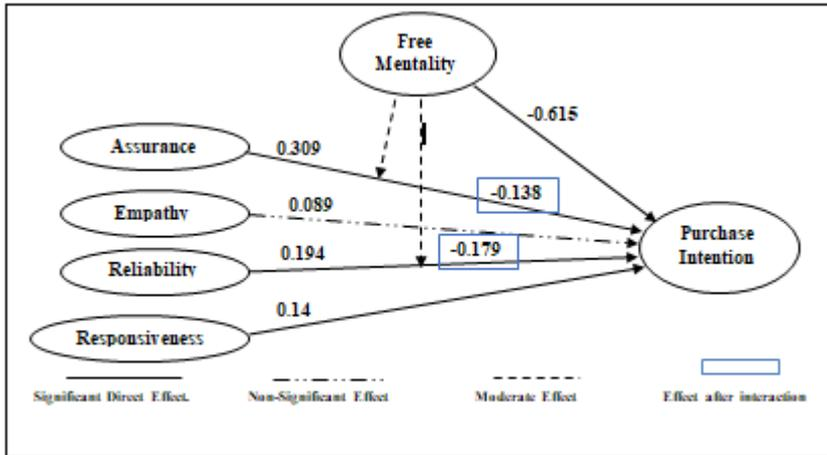 Free
Mentality
-0.615
Assurance
0.309
-0.138
Empathy
0.089
Purchase
Intention
Reliability
0.194
-0.179
Responsiveness
0.14
Significant Direct Effect.
Non-Significant Effect
Moderate Effect
Effect after interaction